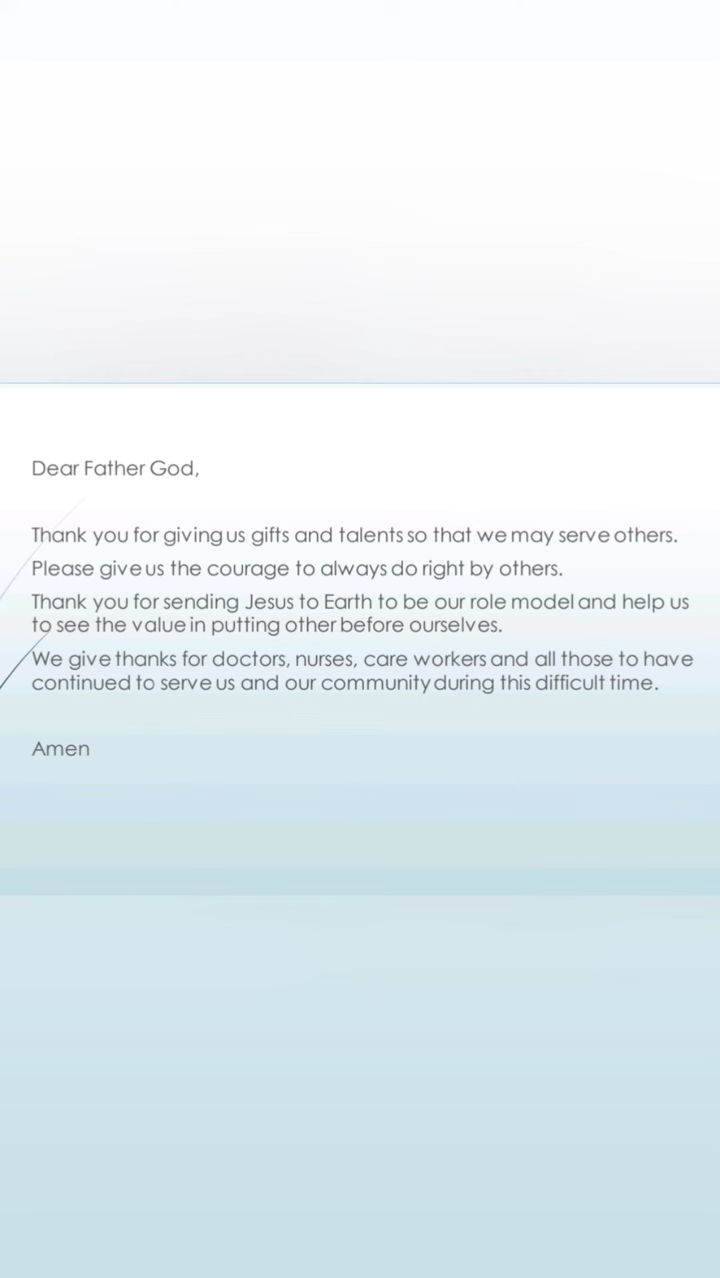 Dear Father God,
Thank you for giving us gifts and talents so that we may serve others.
Please give us the courage to always do right by others.
Thank you for sending Jesus to Earth to be our role model and help us
to see the value in putting other before ourselves.
We give thanks for doctors, nurses, care workers and all those to have
continued to serve us and our community during this difficult time.
Amen